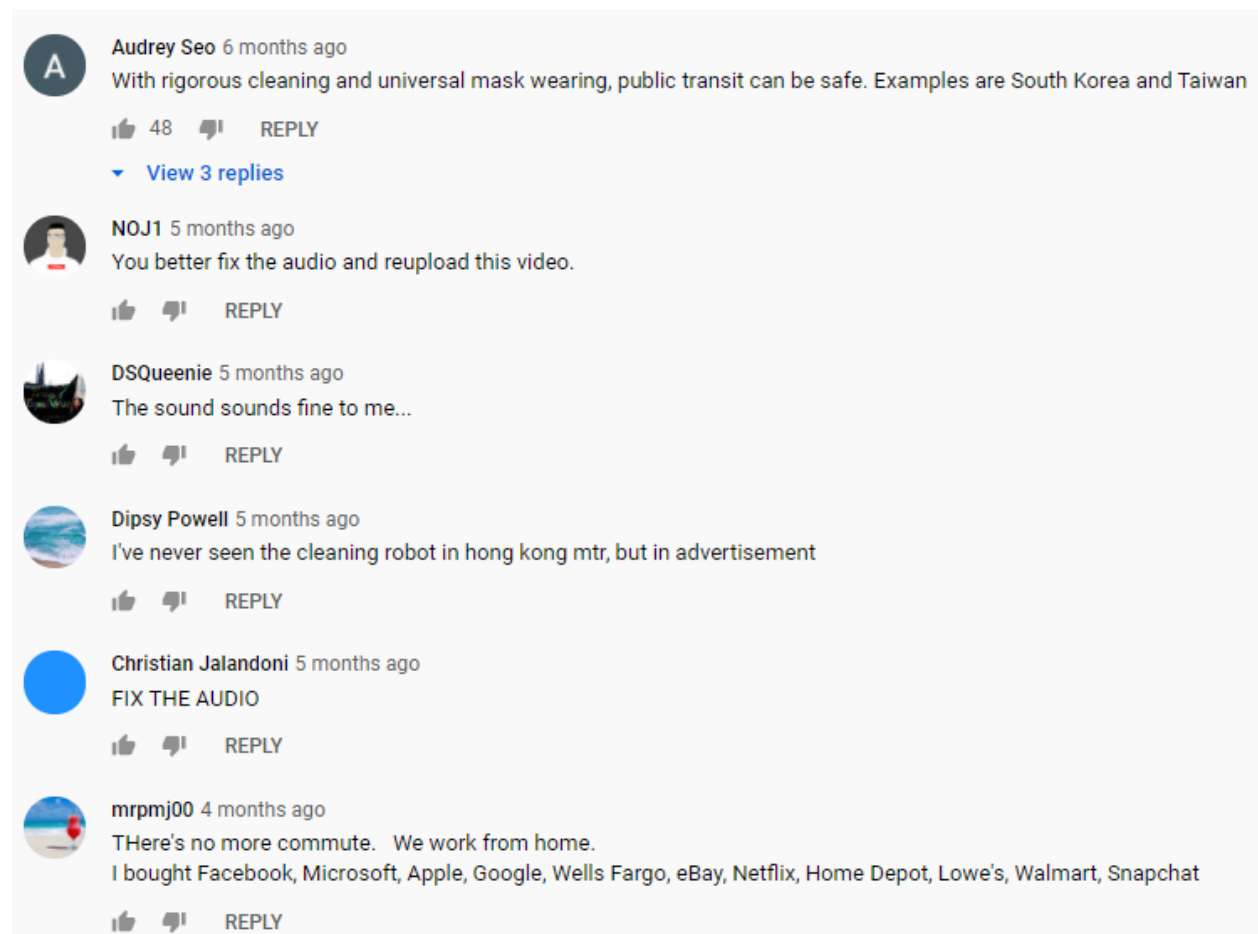 A
Audrey Seo 6 months ago
With rigorous cleaning and universal mask wearing, public transit can be safe. Examples are South Korea and Taiwan
48 REPLY
View 3 replies
NOJ1 5 months ago
You better fix the audio and reupload this video.
REPLY
DSQueenie 5 months ago
The sound sounds fine to me...
REPLY
Dipsy Powell 5 months ago
I've never seen the cleaning robot in hong kong mtr, but in advertisement
REPLY
Christian Jalandoni 5 months ago
FIX THE AUDIO
REPLY
mrpmj00 4 months ago
THere's no more commute.   We work from home.
I bought Facebook, Microsoft, Apple, Google, Wells Fargo, eBay, Netflix, Home Depot, Lowe's, Walmart, Snapchat
REPLY